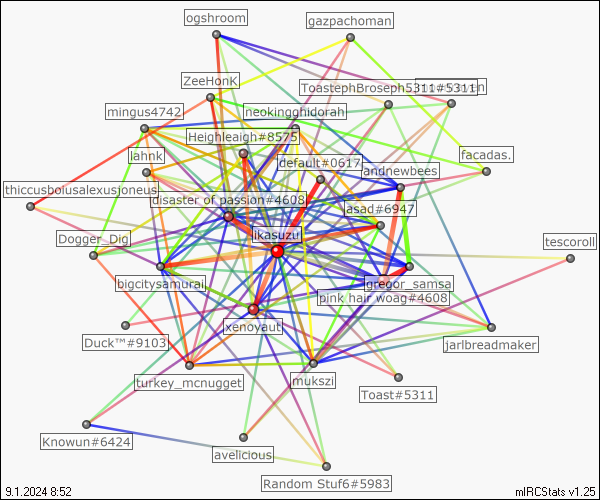 ogshroom
gazpachoman
ZeeHonK
ToastephBroseph5311#5311
mingus4742
neokingghidorah
Heighleigh#8575
lahnk
default#0617
facadas.
andnewbees
thiccusbolusalexusjoneus
disaster of passion#4608
jasad#6947
Dogger_Dig
ikasuzu
tescoroll
bigcitysamurai
gregor_samsa
pink hair woag#4608
xenoyaut
Duck™#9103
jarlbreadmaker
turkey_mcnugget
mukszi
Toast#5311
Knowun#6424
avelicious
Random Stuf6#5983
9.1.2024 8:52
mIRCStats v1.25